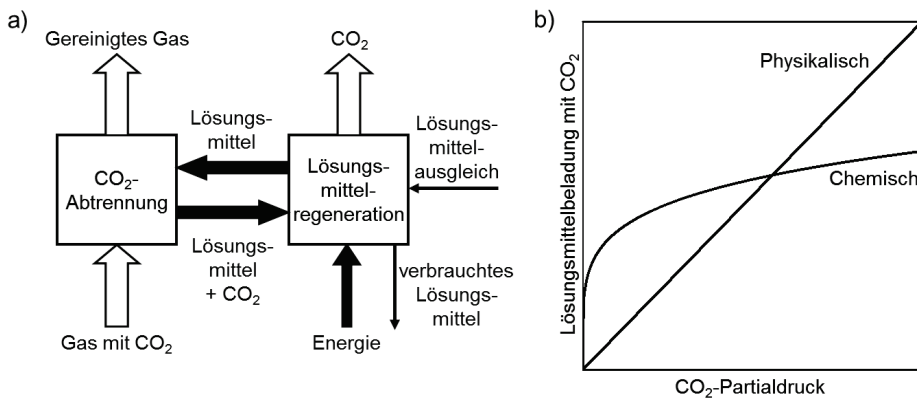 a)
Gereinigtes Gas
CO2
Lösungs-
mittel
Lösungs-
mittel-
ausgleich
CO2-
Abtrennung
Lösungs-
mittel-
regeneration
Lösungs-
mittel
+ CO2
verbrauchtes
Lösungs-
mittel
Gas mit CO2
Energie
b)
Lösungsmittelbeladung mit CO2
Physikalisch
Chemisch
CO2-Partialdruck